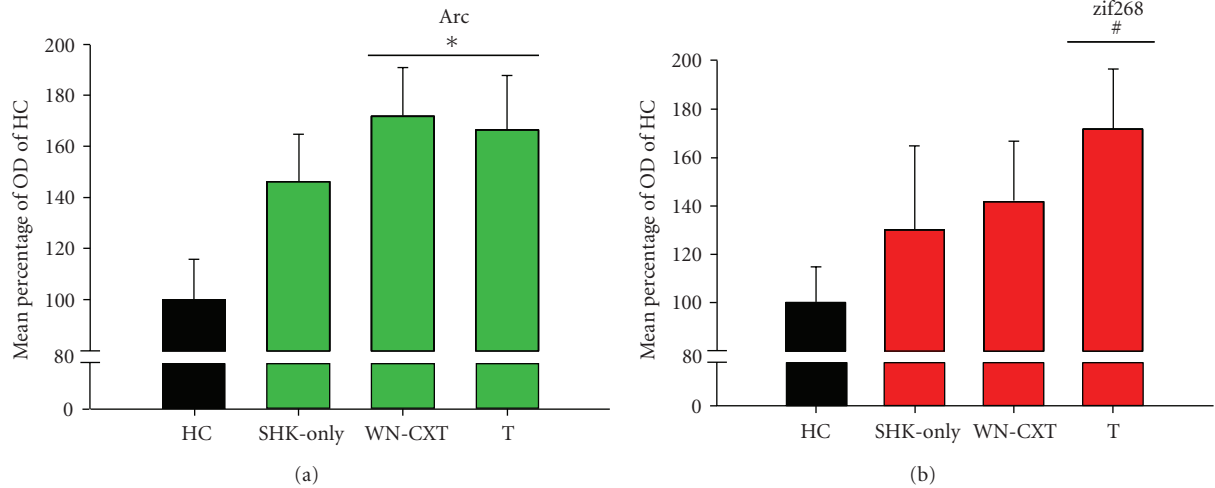 Arc
*
Mean percentage of OD of HC
200
180
160
140
120
100
80
0
HC SHK-only WN-CXT T
(a)
zif268
#
Mean percentage of OD of HC
200
180
160
140
120
100
80
0
HC SHK-only WN-CXT T
(b)